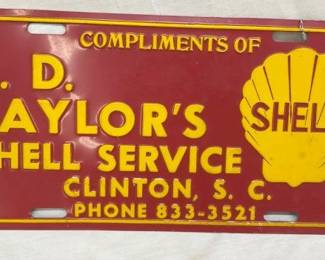 COMPLIMENTS OF
. D.
AYLOR'S
SHEL
HELL SERVICE
CLINTON, S. C.
PHONE 833-3521